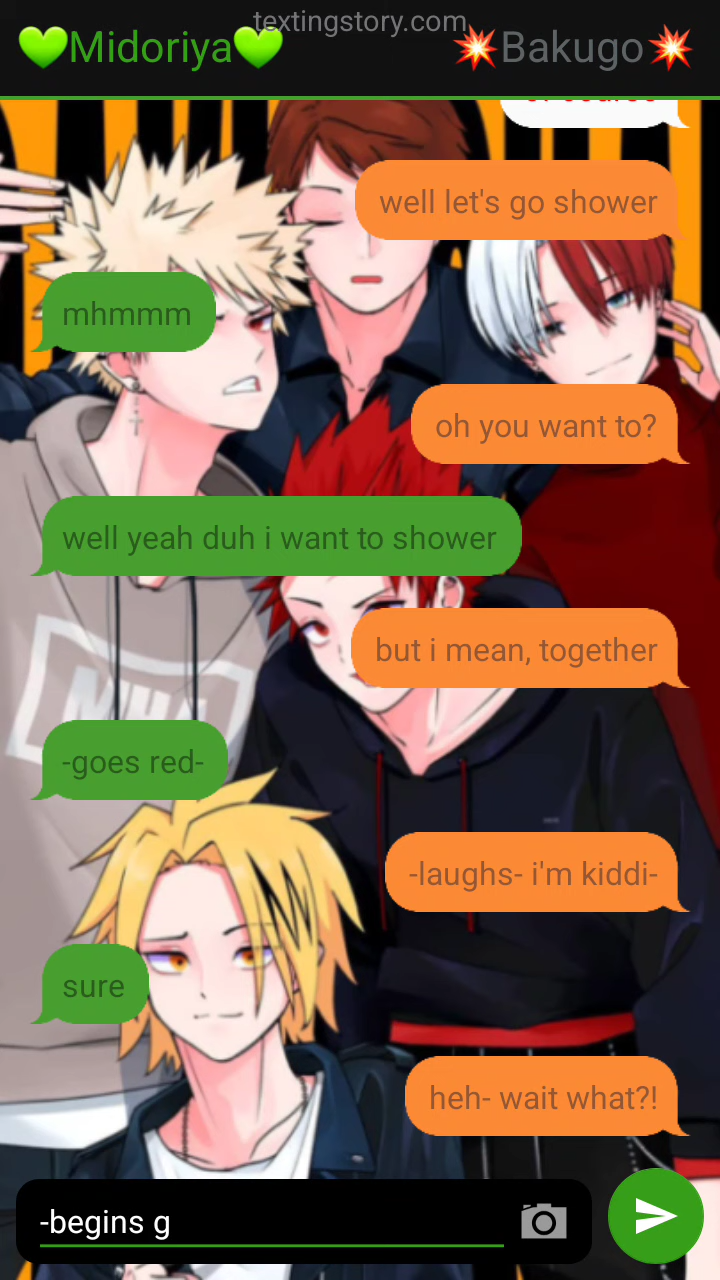 textingstory.com
💚Midoriya💚
💥Bakugo💥
well let's go shower
mhmmm
oh you want to?
well yeah duh i want to shower
but i mean, together
-goes red-
-laughs- i'm kiddi-
sure
heh- wait what?!
-begins g